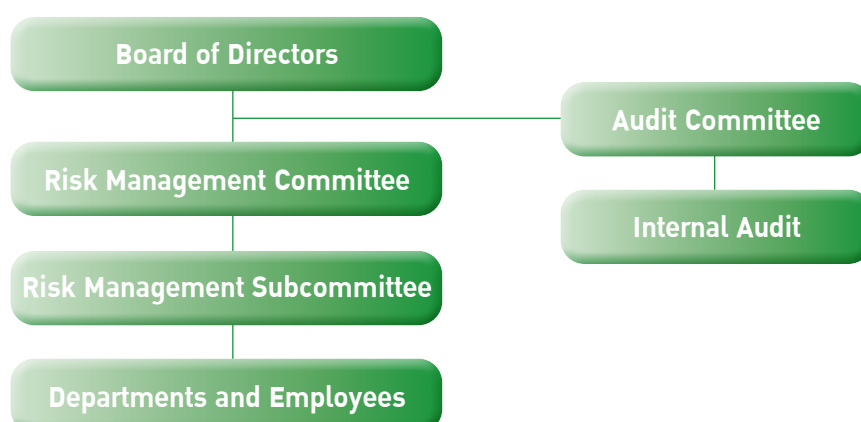 Board of Directors
Audit Committee
Risk Management Committee
Internal Audit
Risk Management Subcommittee
Departments and Employees